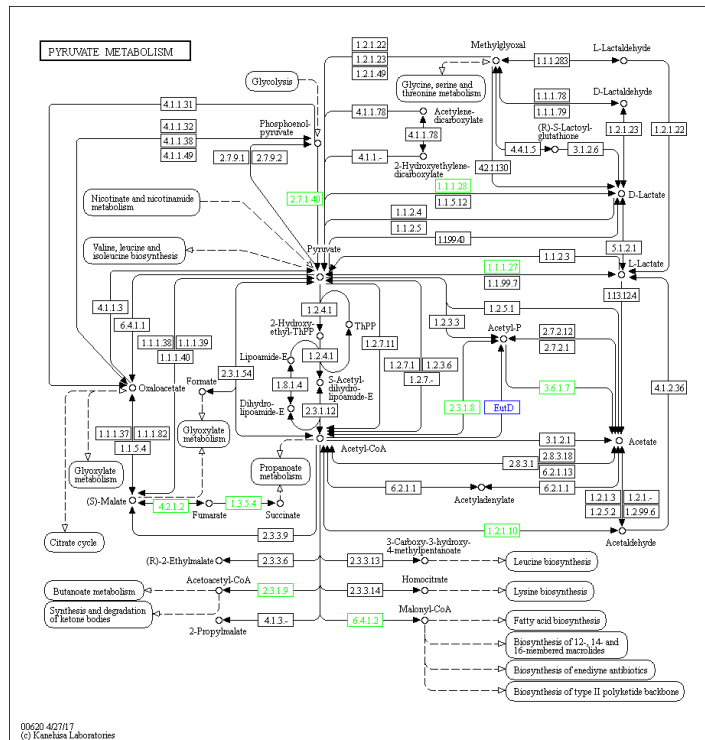 PYRUVATE METABOLISM
1.2.1.22
1.2.1.23
1.2.1.49
Methylglyoxal
1.1.1.283
L-Lactaldehyde
Glycolysis
Glycine, serine and
threonine metabolism
1.1.1.78
1.1.1.79
D-Lactaldehyde
4.1.1.31
4.1.1.32
4.1.1.38
4.1.1.49
Phosphoenol-
pyruvate
4.1.1.78
Acetylene-
dicarboxylate
4.1.1.78
(R)-S-Lactoyl-
glutathione
1.2.1.23
1.2.1.22
2.7.9.1
2.7.9.2
4.1.1.-
2-Hydroxyethylene-
dicarboxylate
4.4.1.5
3.1.2.6
4.2.1.130
2.7.1.40
1.1.1.28
1.1.5.12
D-Lactate
Nicotinate and nicotinamide
metabolism
1.1.2.4
1.1.2.5
1.1.99.40
Valine, leucine and
isoleucine biosynthesis
Pyruvate
1.1.2.3
5.1.2.1
L-Lactate
1.1.1.27
1.1.99.7
1.13.12.4
4.1.1.3
6.4.1.1
1.1.1.38
1.1.1.39
1.1.1.40
1.2.4.1
2-Hydroxy-
ethyl-ThPP
ThPP
1.2.7.11
1.2.3.3
1.2.5.1
Acetyl-P
2.7.2.12
2.7.2.1
1.2.4.1
Lipoamide-E
1.8.1.4
S-Acetyl-
dihydro-
lipoamide-E
Dihydro-
lipoamide-E
2.3.1.12
1.2.7.1
1.2.3.6
1.2.7.-
2.3.1.54
Formate
Oxaloacetate
2.3.1.8
EutD
3.6.1.7
4.1.2.36
Glyoxylate metabolism
1.1.1.37
1.1.1.82
1.1.5.4
Acetyl-CoA
3.1.2.1
Acetate
Glyoxylate
metabolism
Propanoate
metabolism
2.8.3.1
2.8.3.18
6.2.1.13
6.2.1.1
Acetyladenylate
6.2.1.1
(S)-Malate
4.2.1.2
Fumarate
1.3.5.4
Succinate
1.2.1.3
1.2.1.-
1.2.5.2
1.2.99.6
1.2.1.10
Acetaldehyde
Citrate cycle
2.3.3.9
(R)-2-Ethylmalate
2.3.3.6
2.3.3.13
3-Carboxy-3-hydroxy-
4-methylpentanoate
Leucine biosynthesis
Butanoate metabolism
Acetoacetyl-CoA
2.3.1.9
2.3.3.14
Homocitrate
Lysine biosynthesis
Synthesis and degradation
of ketone bodies
2-Propylmalate
4.1.3.-
6.4.1.2
Malonyl-CoA
Fatty acid biosynthesis
Biosynthesis of 12-, 14- and
16-membered macrolides
Biosynthesis of enediyne antibiotics
Biosynthesis of type II polyketide backbone
00620 4/27/17
(c) Kanehisa Laboratories